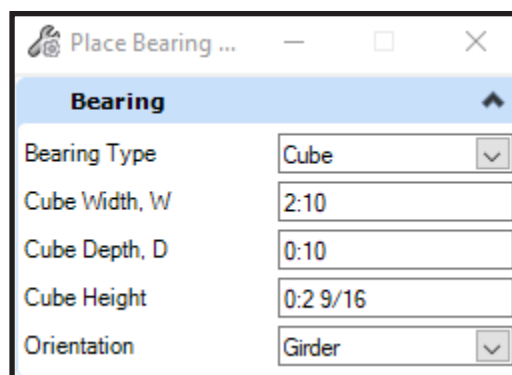 Place Bearing ...
Bearing
Bearing Type Cube
Cube Width, W 2:10
Cube Depth, D 0:10
Cube Height 0:2 9/16
Orientation Girder